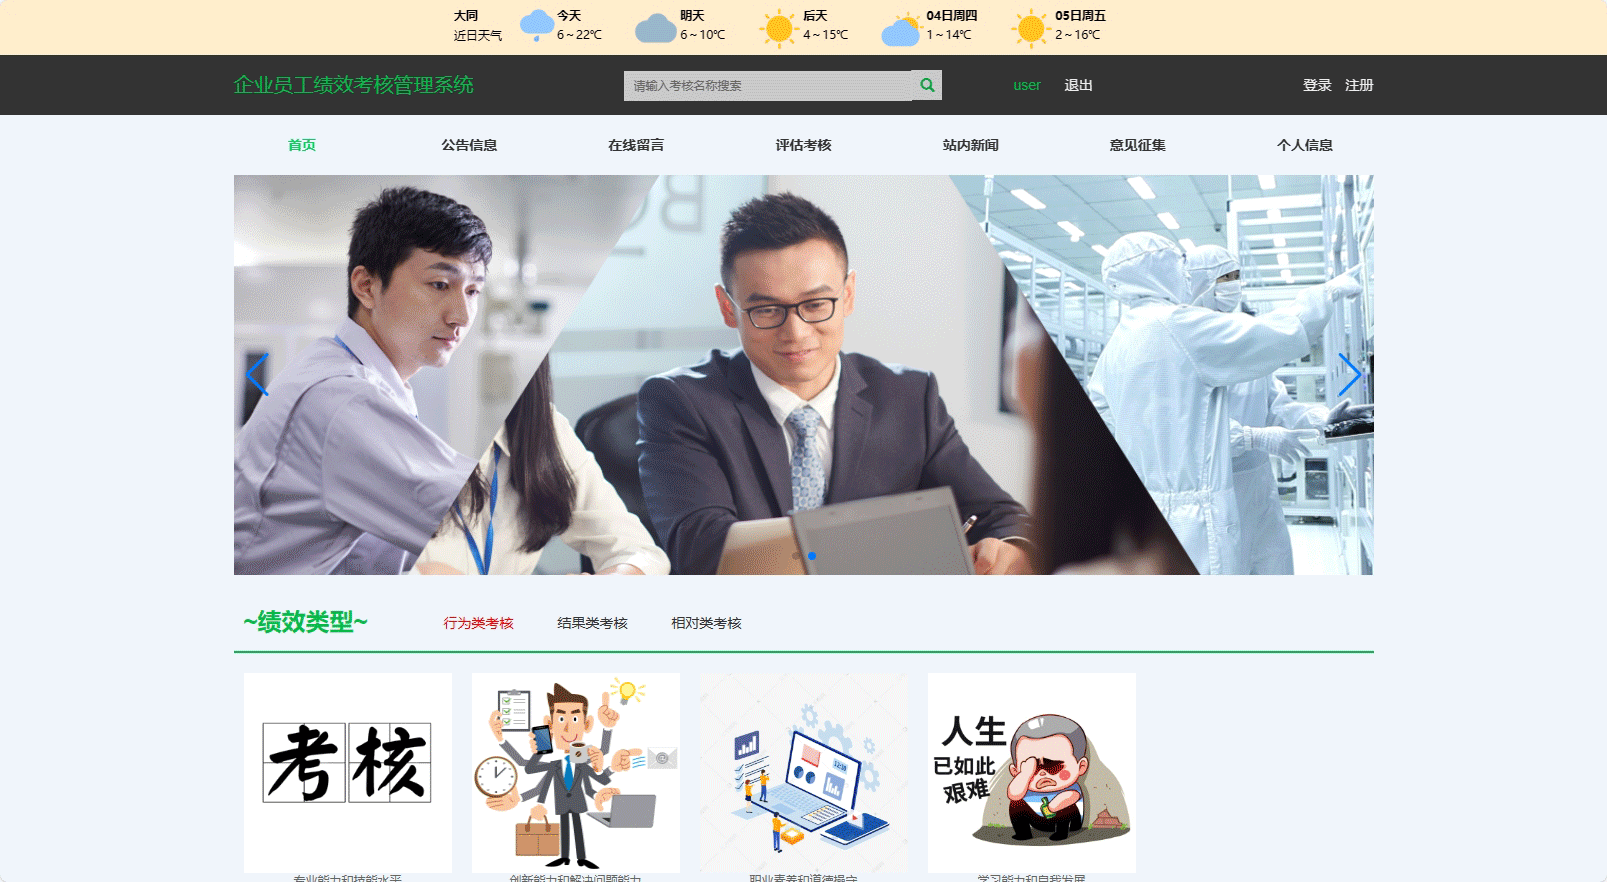 大同 今天 明天 后天 04日周四 05日周五
近日天气 6~22℃ 6~10℃ 4~15℃ 1~14℃ 2~16℃
企业员工绩效考核管理系统 请输入考核名称搜索 user 退出 登录 注册
首页 公告信息 在线留言 评估考核 站内新闻 意见征集 个人信息
~绩效类型~ 行为类考核 结果类考核 相对类考核
考核
人生
已如此
艰难
专业能力和技能水平 创新能力和解决问题能力 职业素养和道德操守 学习能力和自我发展